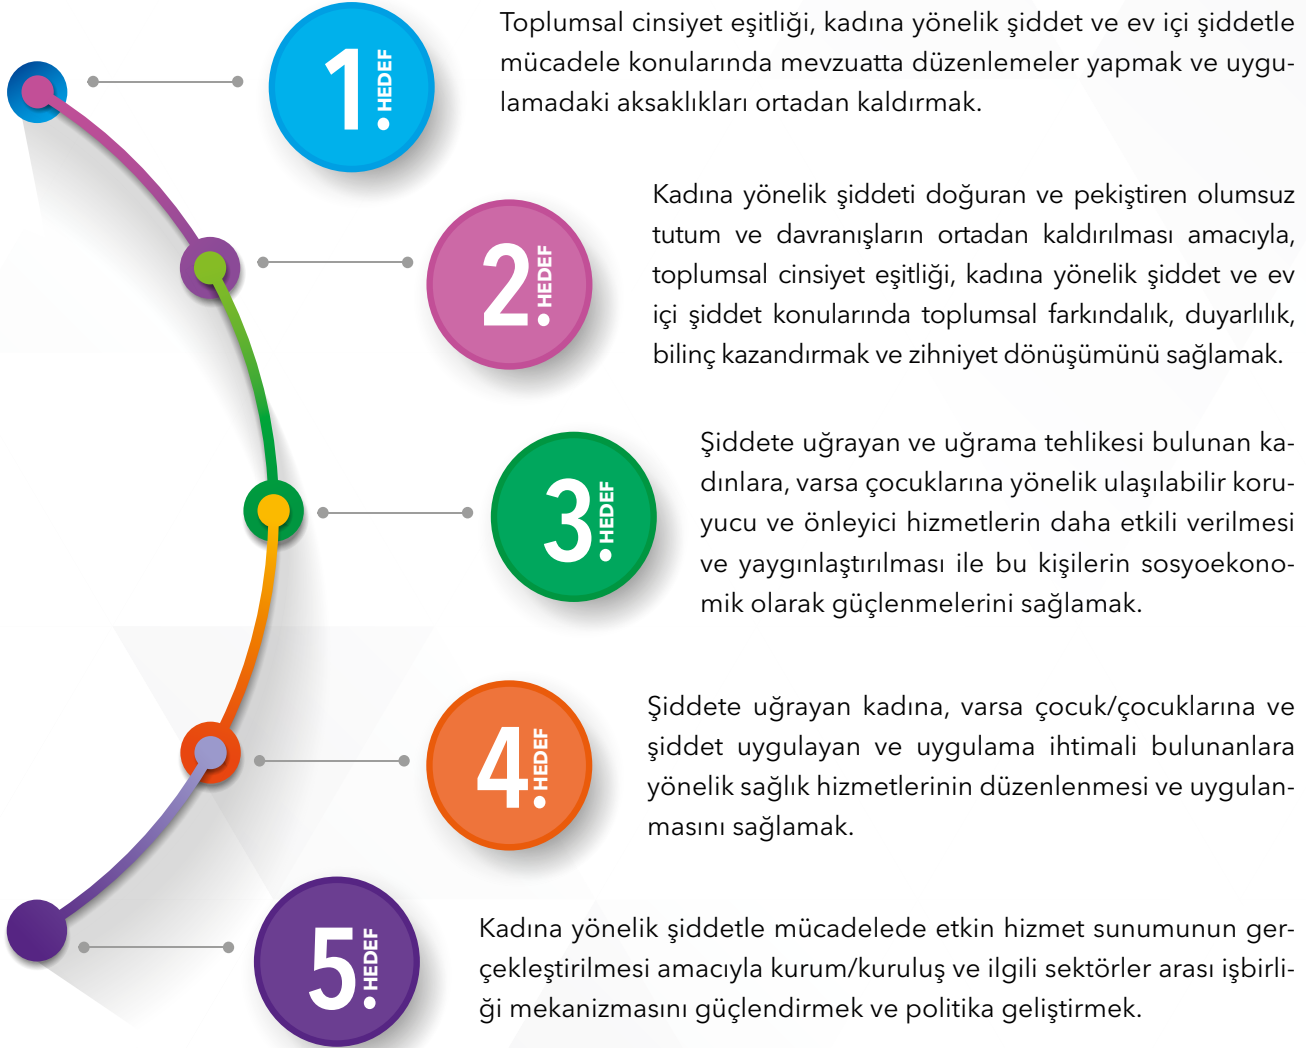 1. HEDEF
Toplumsal cinsiyet eşitliği, kadına yönelik şiddet ve ev içi şiddetle
mücadele konularında mevzuatta düzenlemeler yapmak ve uygu-
lamadaki aksaklıkları ortadan kaldırmak.
2. HEDEF
Kadına yönelik şiddeti doğuran ve pekiştiren olumsuz
tutum ve davranışların ortadan kaldırılması amacıyla,
toplumsal cinsiyet eşitliği, kadına yönelik şiddet ve ev
içi şiddet konularında toplumsal farkındalık, duyarlılık,
bilinç kazandırmak ve zihniyet dönüşümünü sağlamak.
3. HEDEF
Şiddete uğrayan ve uğrama tehlikesi bulunan ka-
dınlara, varsa çocuklarına yönelik ulaşılabilir koru-
yucu ve önleyici hizmetlerin daha etkili verilmesi
ve yaygınlaştırılması ile bu kişilerin sosyoekono-
mik olarak güçlenmelerini sağlamak.
4. HEDEF
Şiddete uğrayan kadına, varsa çocuk/çocuklarına ve
şiddet uygulayan ve uygulama ihtimali bulunanlara
yönelik sağlık hizmetlerinin düzenlenmesi ve uygulan-
masını sağlamak.
5. HEDEF
Kadına yönelik şiddetle mücadelede etkin hizmet sunumunun ger-
çekleştirilmesi amacıyla kurum/kuruluş ve ilgili sektörler arası işbirli-
ği mekanizmasını güçlendirmek ve politika geliştirmek.